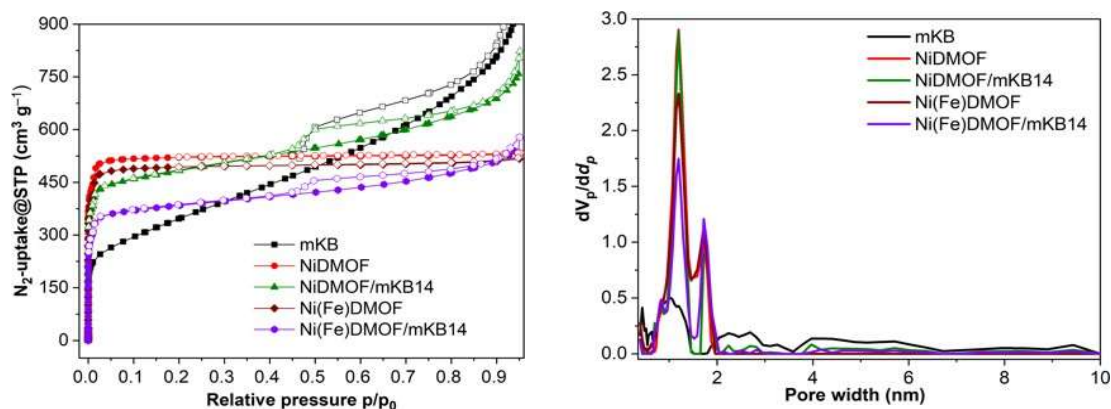 900
750
600
450
300
150
0
N₂-uptake@STP (cm³ g⁻¹)
mKB
NiDMOF
NiDMOF/mKB14
Ni(Fe)DMOF
Ni(Fe)DMOF/mKB14
0.0 0.1 0.2 0.3 0.4 0.5 0.6 0.7 0.8 0.9
Relative pressure p/p₀
3.0
2.5
2.0
1.5
1.0
0.5
0.0
dVₚ/ddₚ
mKB
NiDMOF
NiDMOF/mKB14
Ni(Fe)DMOF
Ni(Fe)DMOF/mKB14
2 4 6 8 10
Pore width (nm)